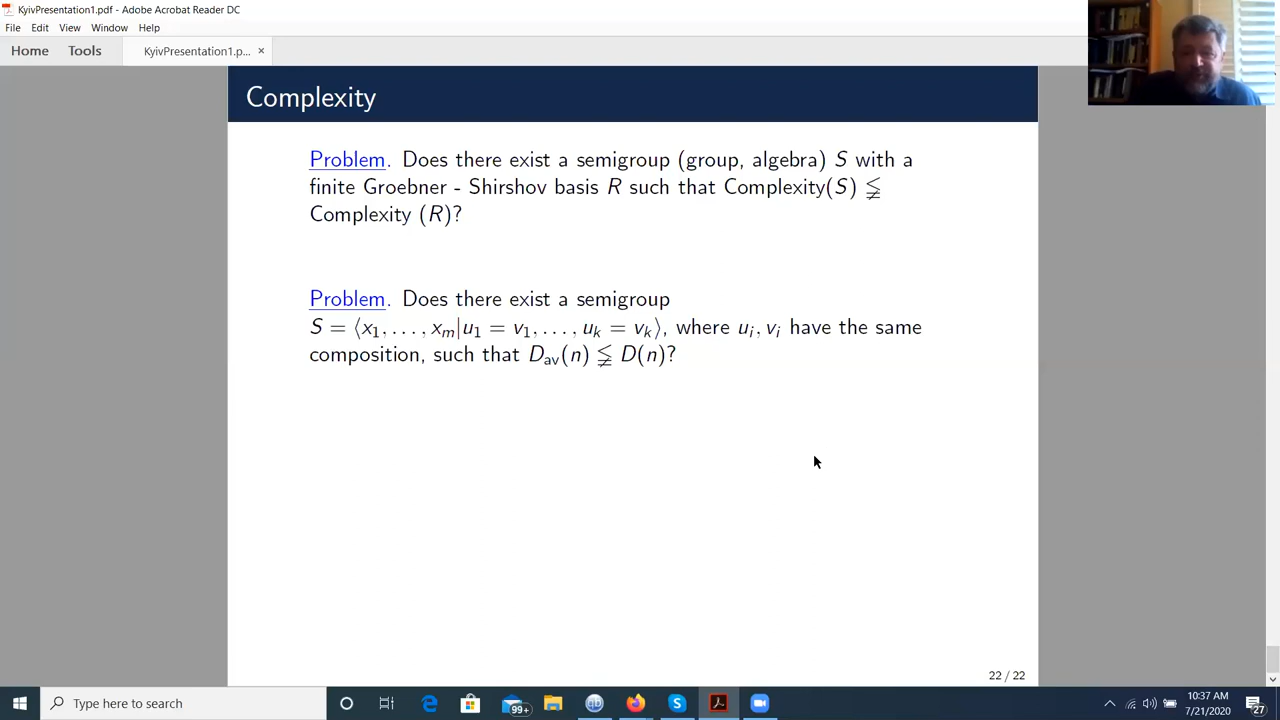 KyivPresentation1.pdf - Adobe Acrobat Reader DC
File Edit View Window Help
Home Tools KyivPresentation1.p... ×
Complexity
Problem. Does there exist a semigroup (group, algebra) S with a
finite Groebner - Shirshov basis R such that Complexity(S) ≨
Complexity (R)?
Problem. Does there exist a semigroup
S = ⟨x₁, . . . , xₘ|u₁ = v₁, . . . , uₖ = vₖ⟩, where uᵢ, vᵢ have the same
composition, such that D_av(n) ≨ D(n)?
22 / 22
Type here to search
99+
10:37 AM
7/21/2020
27